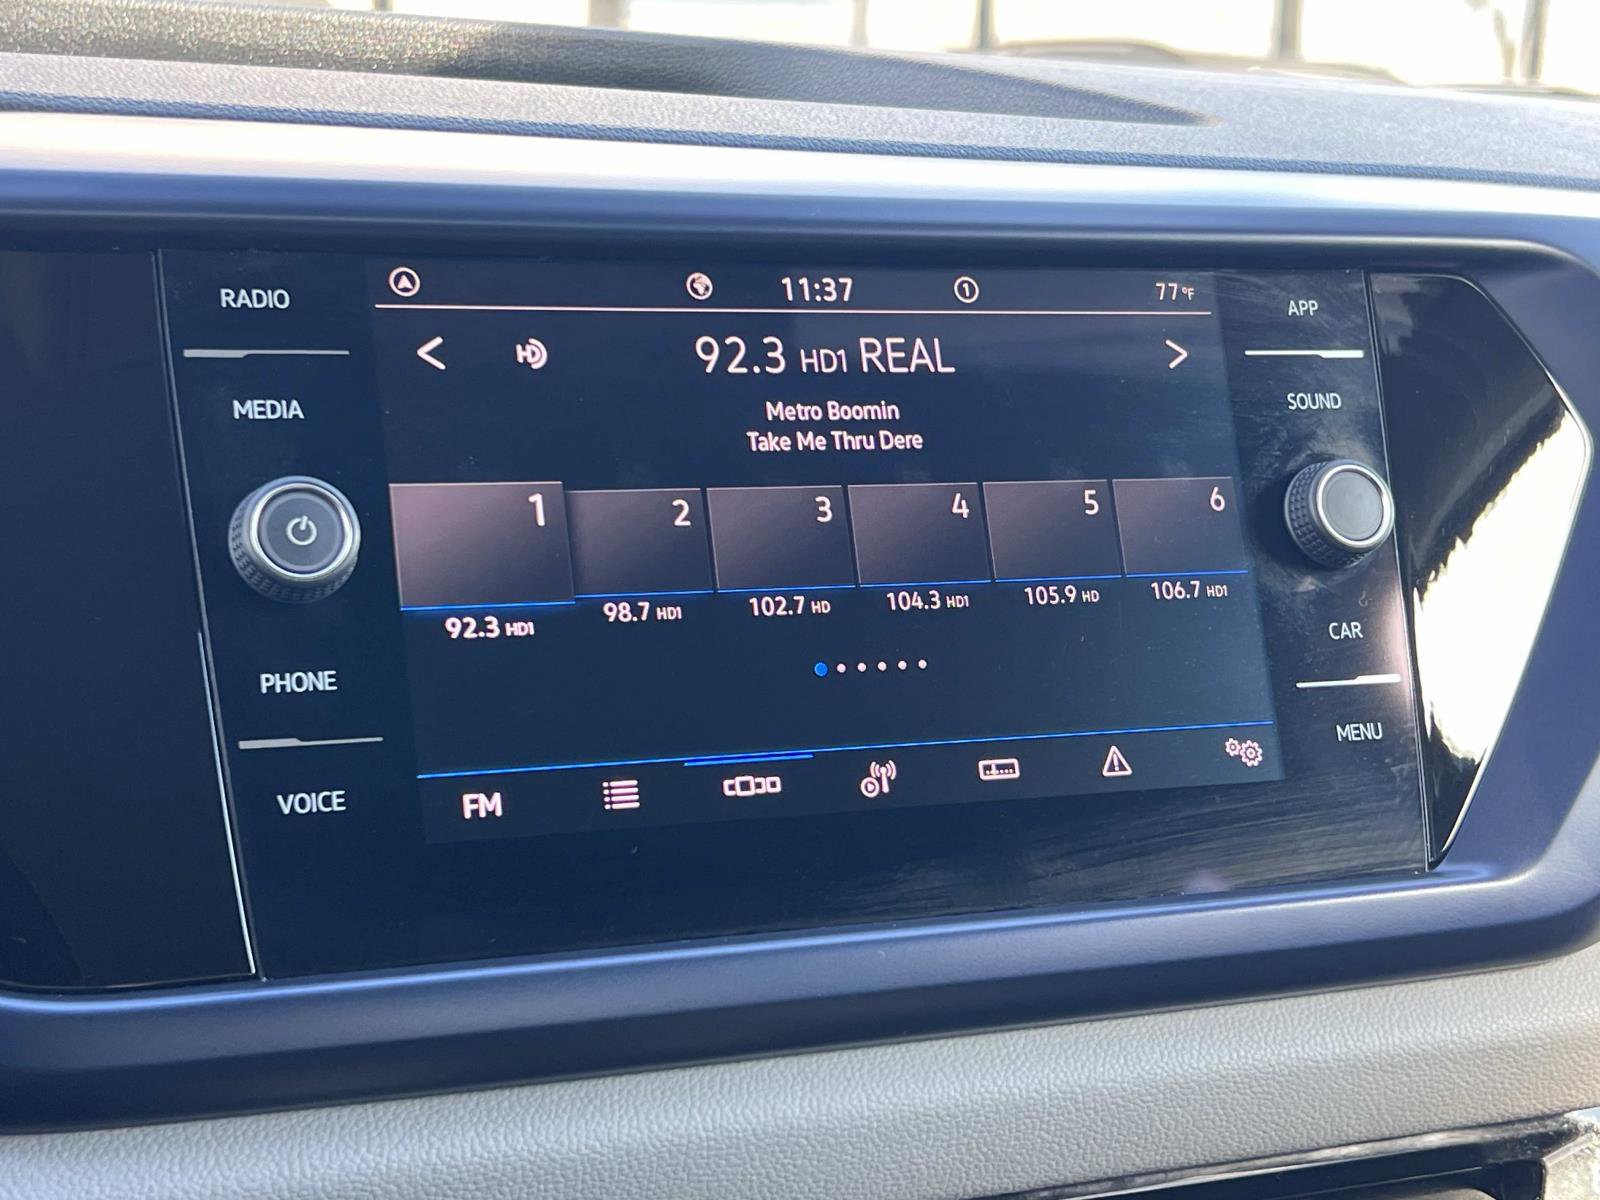 RADIO
MEDIA
PHONE
VOICE
11:37
1
77°F
HD
92.3 HD1 REAL
Metro Boomin
Take Me Thru Dere
1 2 3 4 5 6
92.3 HD1 98.7 HD1 102.7 HD 104.3 HD1 105.9 HD 106.7 HD1
FM
APP
SOUND
CAR
MENU